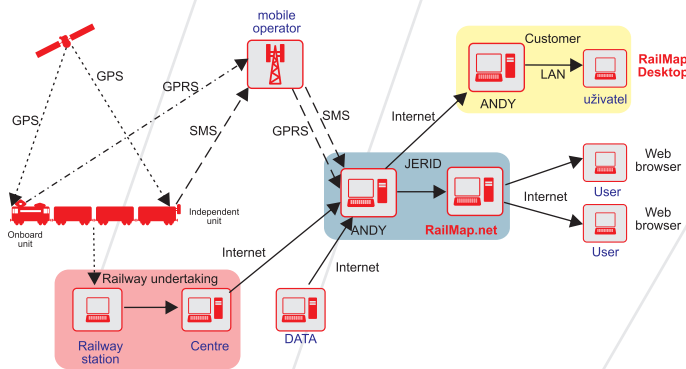 mobile
operator
Customer
RailMap
Desktop
GPS
GPRS
LAN
ANDY
uživatel
GPS
SMS
SMS
Internet
GPRS
JERID
Web
browser
User
Internet
Onboard
unit
Independent
unit
ANDY
RailMap.net
Web
browser
User
Internet
Internet
Railway undertaking
Railway
station
Centre
DATA